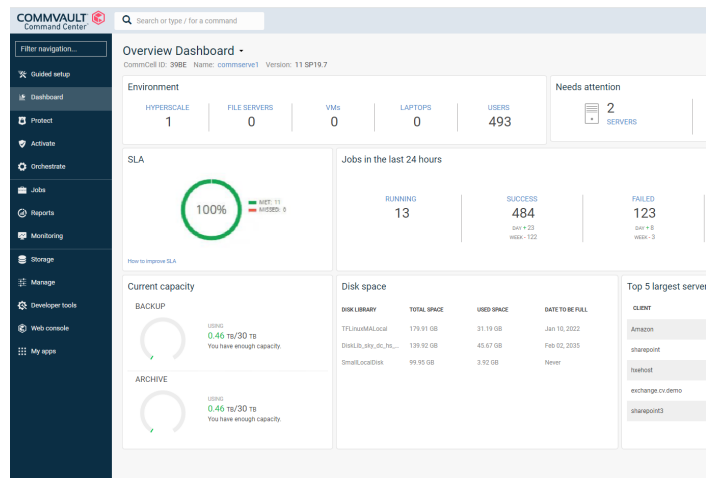 COMMVAULT
Command Center
Search or type / for a command
Filter navigation...
Guided setup
Dashboard
Protect
Activate
Orchestrate
Jobs
Reports
Monitoring
Storage
Manage
Developer tools
Web console
My apps
Overview Dashboard
CommCell ID: 39BE Name: commserve1 Version: 11 SP19.7
Environment
HYPERSCALE FILE SERVERS VMs LAPTOPS USERS
1 0 0 0 493
Needs attention
2
SERVERS
SLA
100%
MET: 11
MISSED: 0
How to improve SLA
Jobs in the last 24 hours
RUNNING SUCCESS FAILED
13 484 123
DAY + 23 DAY + 8
WEEK - 122 WEEK - 3
Current capacity
BACKUP
USING
0.46 TB/30 TB
You have enough capacity.
ARCHIVE
USING
0.46 TB/30 TB
You have enough capacity.
Disk space
DISK LIBRARY TOTAL SPACE USED SPACE DATE TO BE FULL
TFLinuxMALocal 179.91 GB 31.19 GB Jan 10, 2022
DiskLib_sky_dc_hs_... 139.92 GB 45.67 GB Feb 02, 2035
SmallLocalDisk 99.95 GB 3.92 GB Never
Top 5 largest server
CLIENT
Amazon
sharepoint
hxehost
exchange.cv.demo
sharepoint3